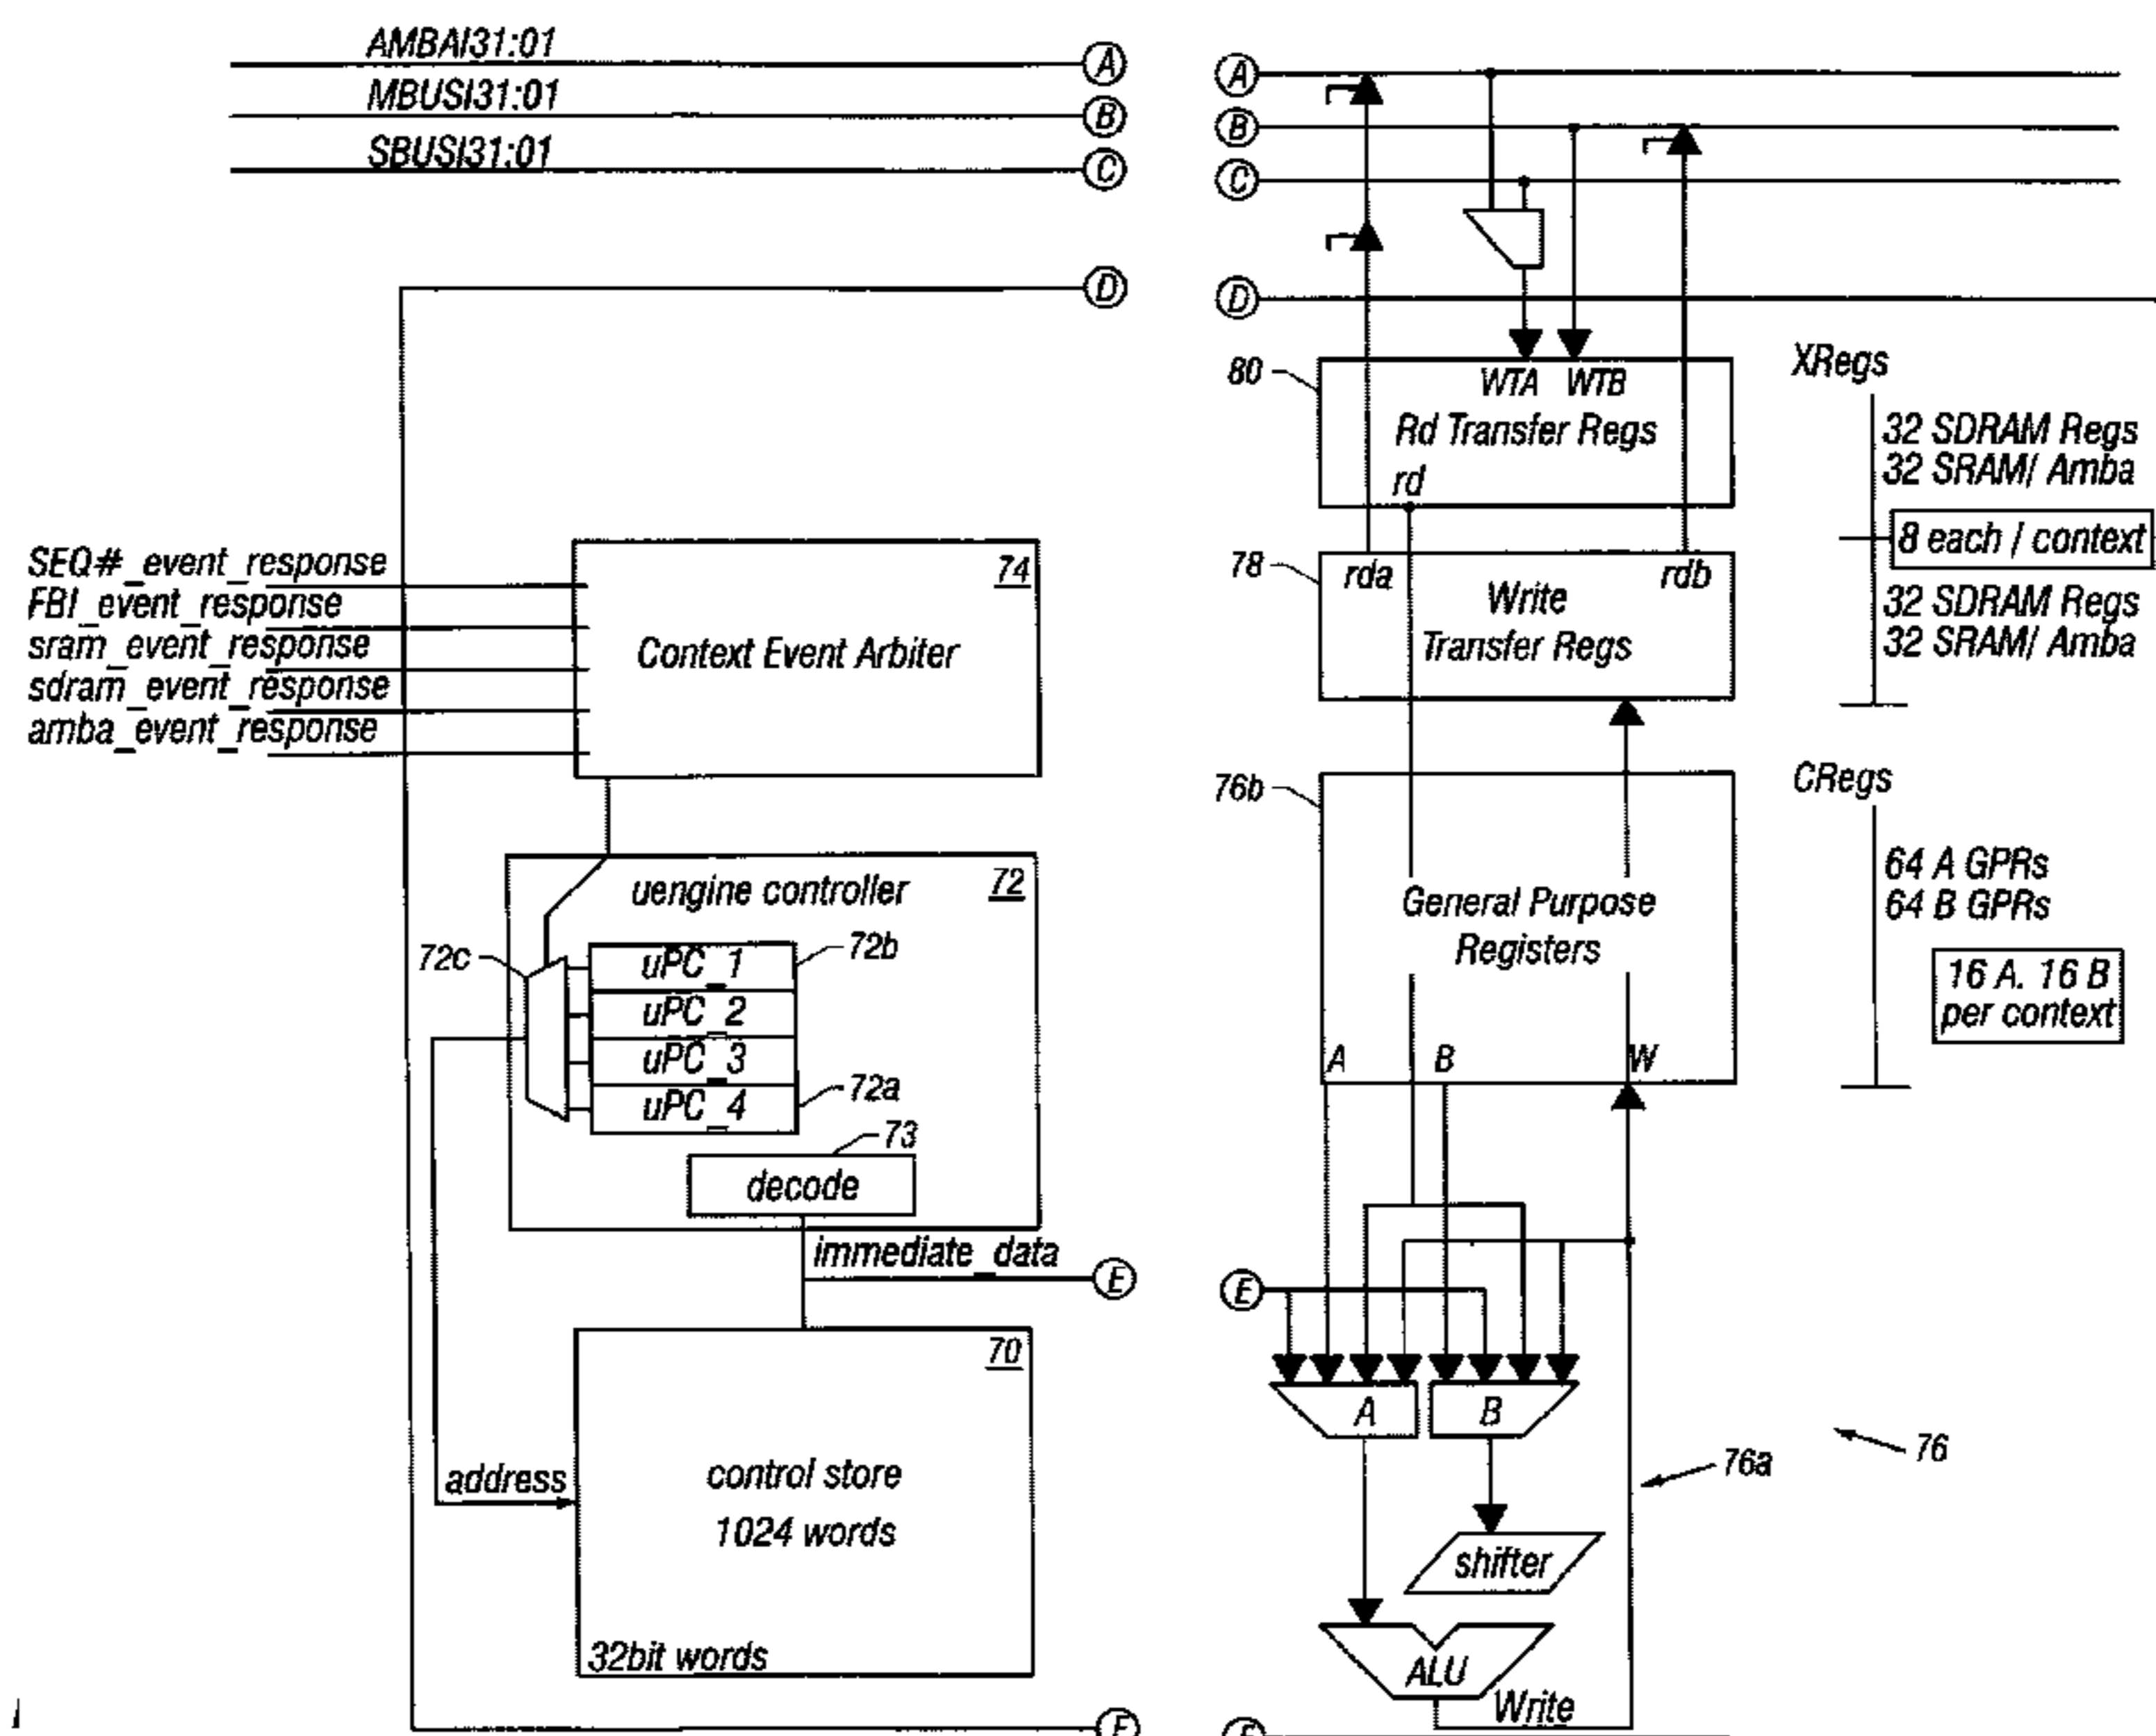 AMBAI31:01
A
MBUSI31:01
B
SBUSI31:01
C
D
SEQ#_event_response
FBI_event_response
sram_event_response
sdram_event_response
amba_event_response
74
Context Event Arbiter
uengine controller
72
72c
uPC_1
72b
uPC_2
uPC_3
uPC_4
72a
73
decode
immediate_data
E
70
address
control store
1024 words
32bit words
A
B
C
D
80
WTA WTB
Rd Transfer Regs
rd
XRegs
32 SDRAM Regs
32 SRAM/ Amba
8 each / context
78
rda
rdb
Write
Transfer Regs
32 SDRAM Regs
32 SRAM/ Amba
76b
General Purpose
Registers
A
B
W
CRegs
64 A GPRs
64 B GPRs
16 A. 16 B
per context
E
A
B
76a
76
shifter
ALU
Write